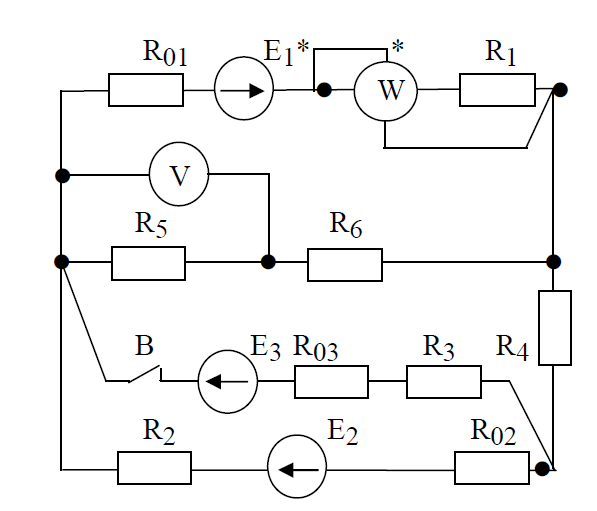 R01 E1* * R1
W
V
R5 R6
B E3 R03 R3 R4
R2 E2 R02